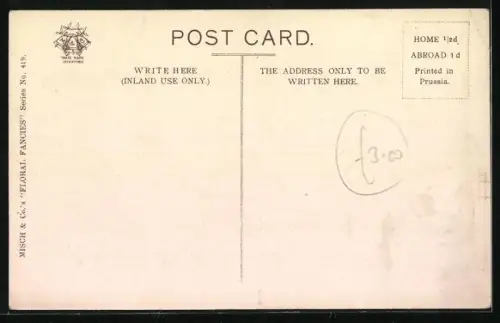 POST CARD.
HOME ½d.
ABROAD 1d
Printed in
Prussia.
WRITE HERE
(INLAND USE ONLY.)
THE ADDRESS ONLY TO BE
WRITTEN HERE.
£3.00
MISCH & Co.'s "FLORAL FANCIES" Series No. 419.